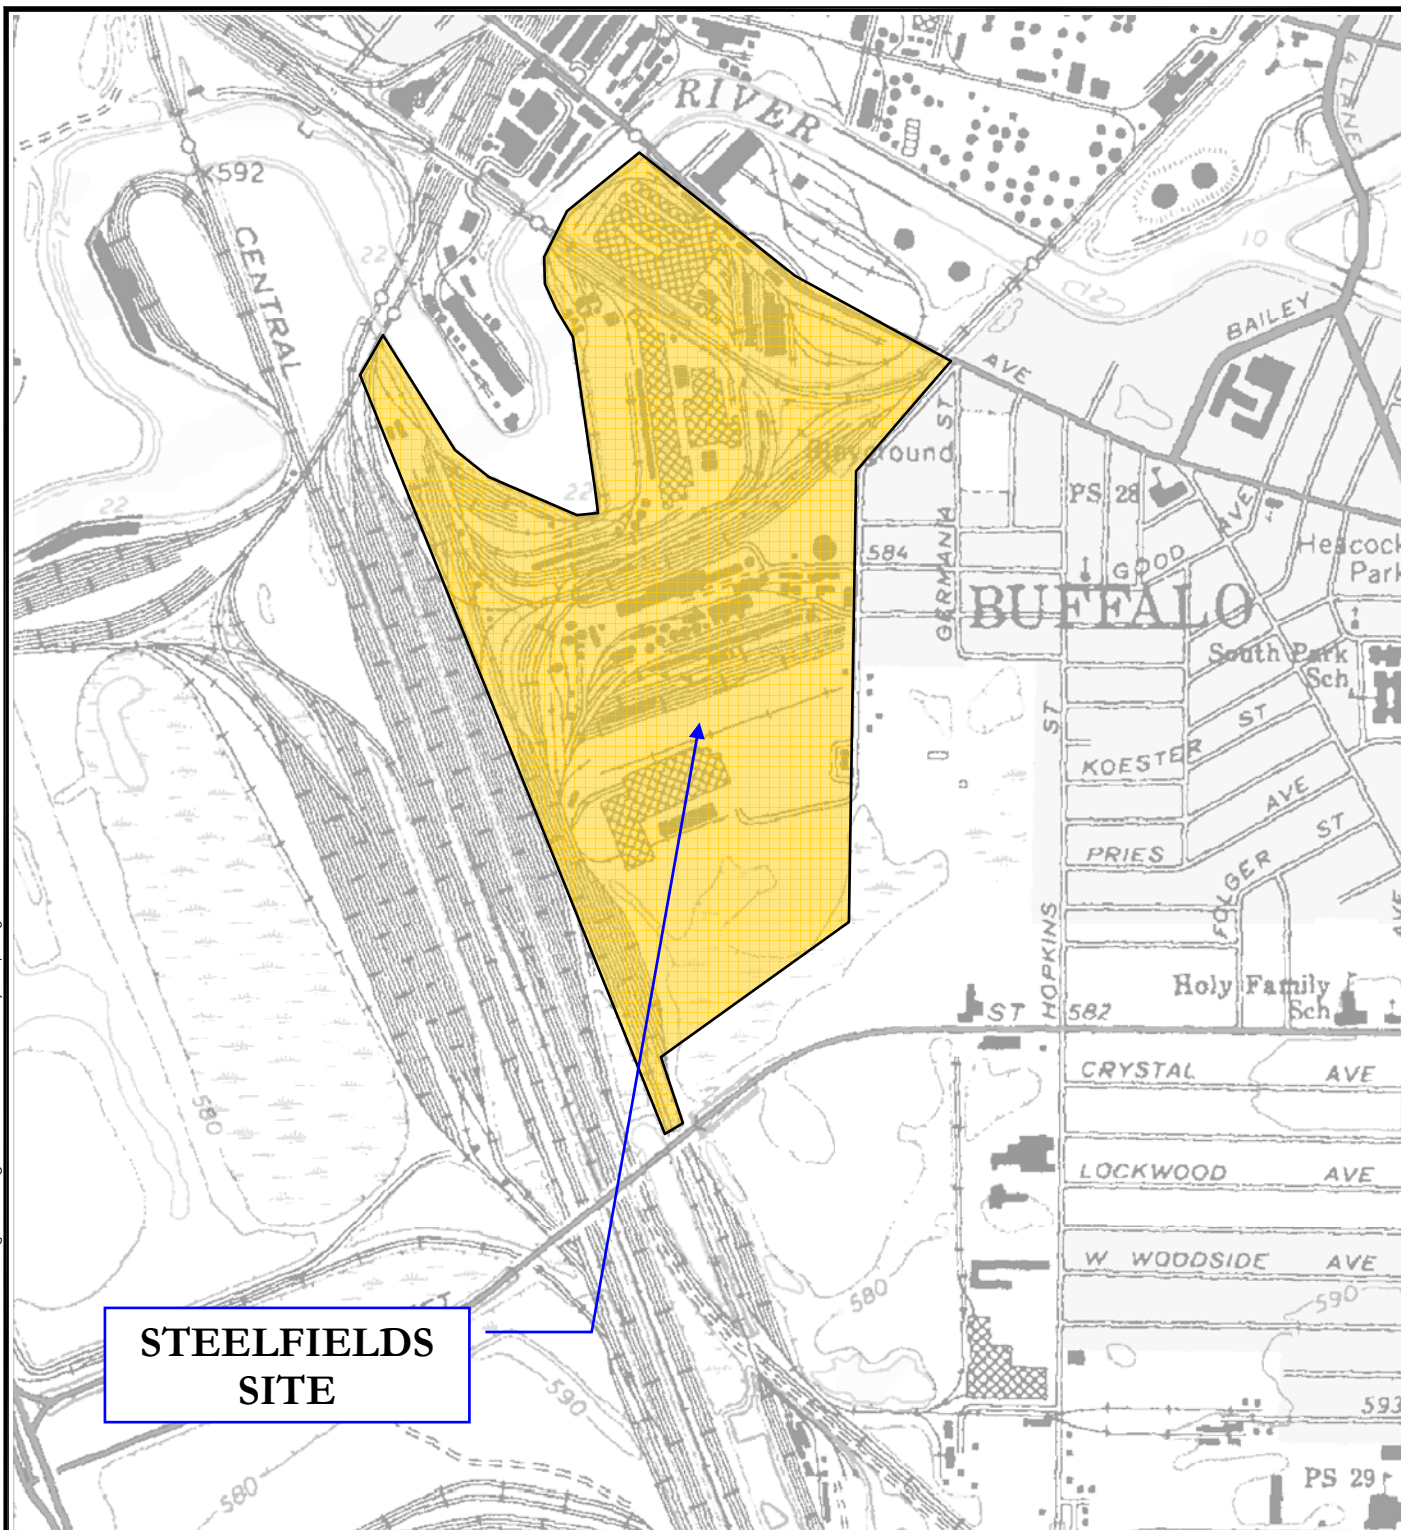 4 LANE
RIVER
592
CENTRAL
22
10
12
12
BAILEY
AVE
ST
22
22
PS 28
AVE
584
GERMANIA
GOOD
Heacock
Park
BUFFALO
South Park
Sch
ST
ST
KOESTER
AVE
ST
PRIES
FOLGER
AVE
HOPKINS
Holy Family
Sch
ST
582
CRYSTAL
AVE
580
LOCKWOOD
AVE
W WOODSIDE
AVE
580
590
STEELFIELDS
SITE
590
593
580
PS 29